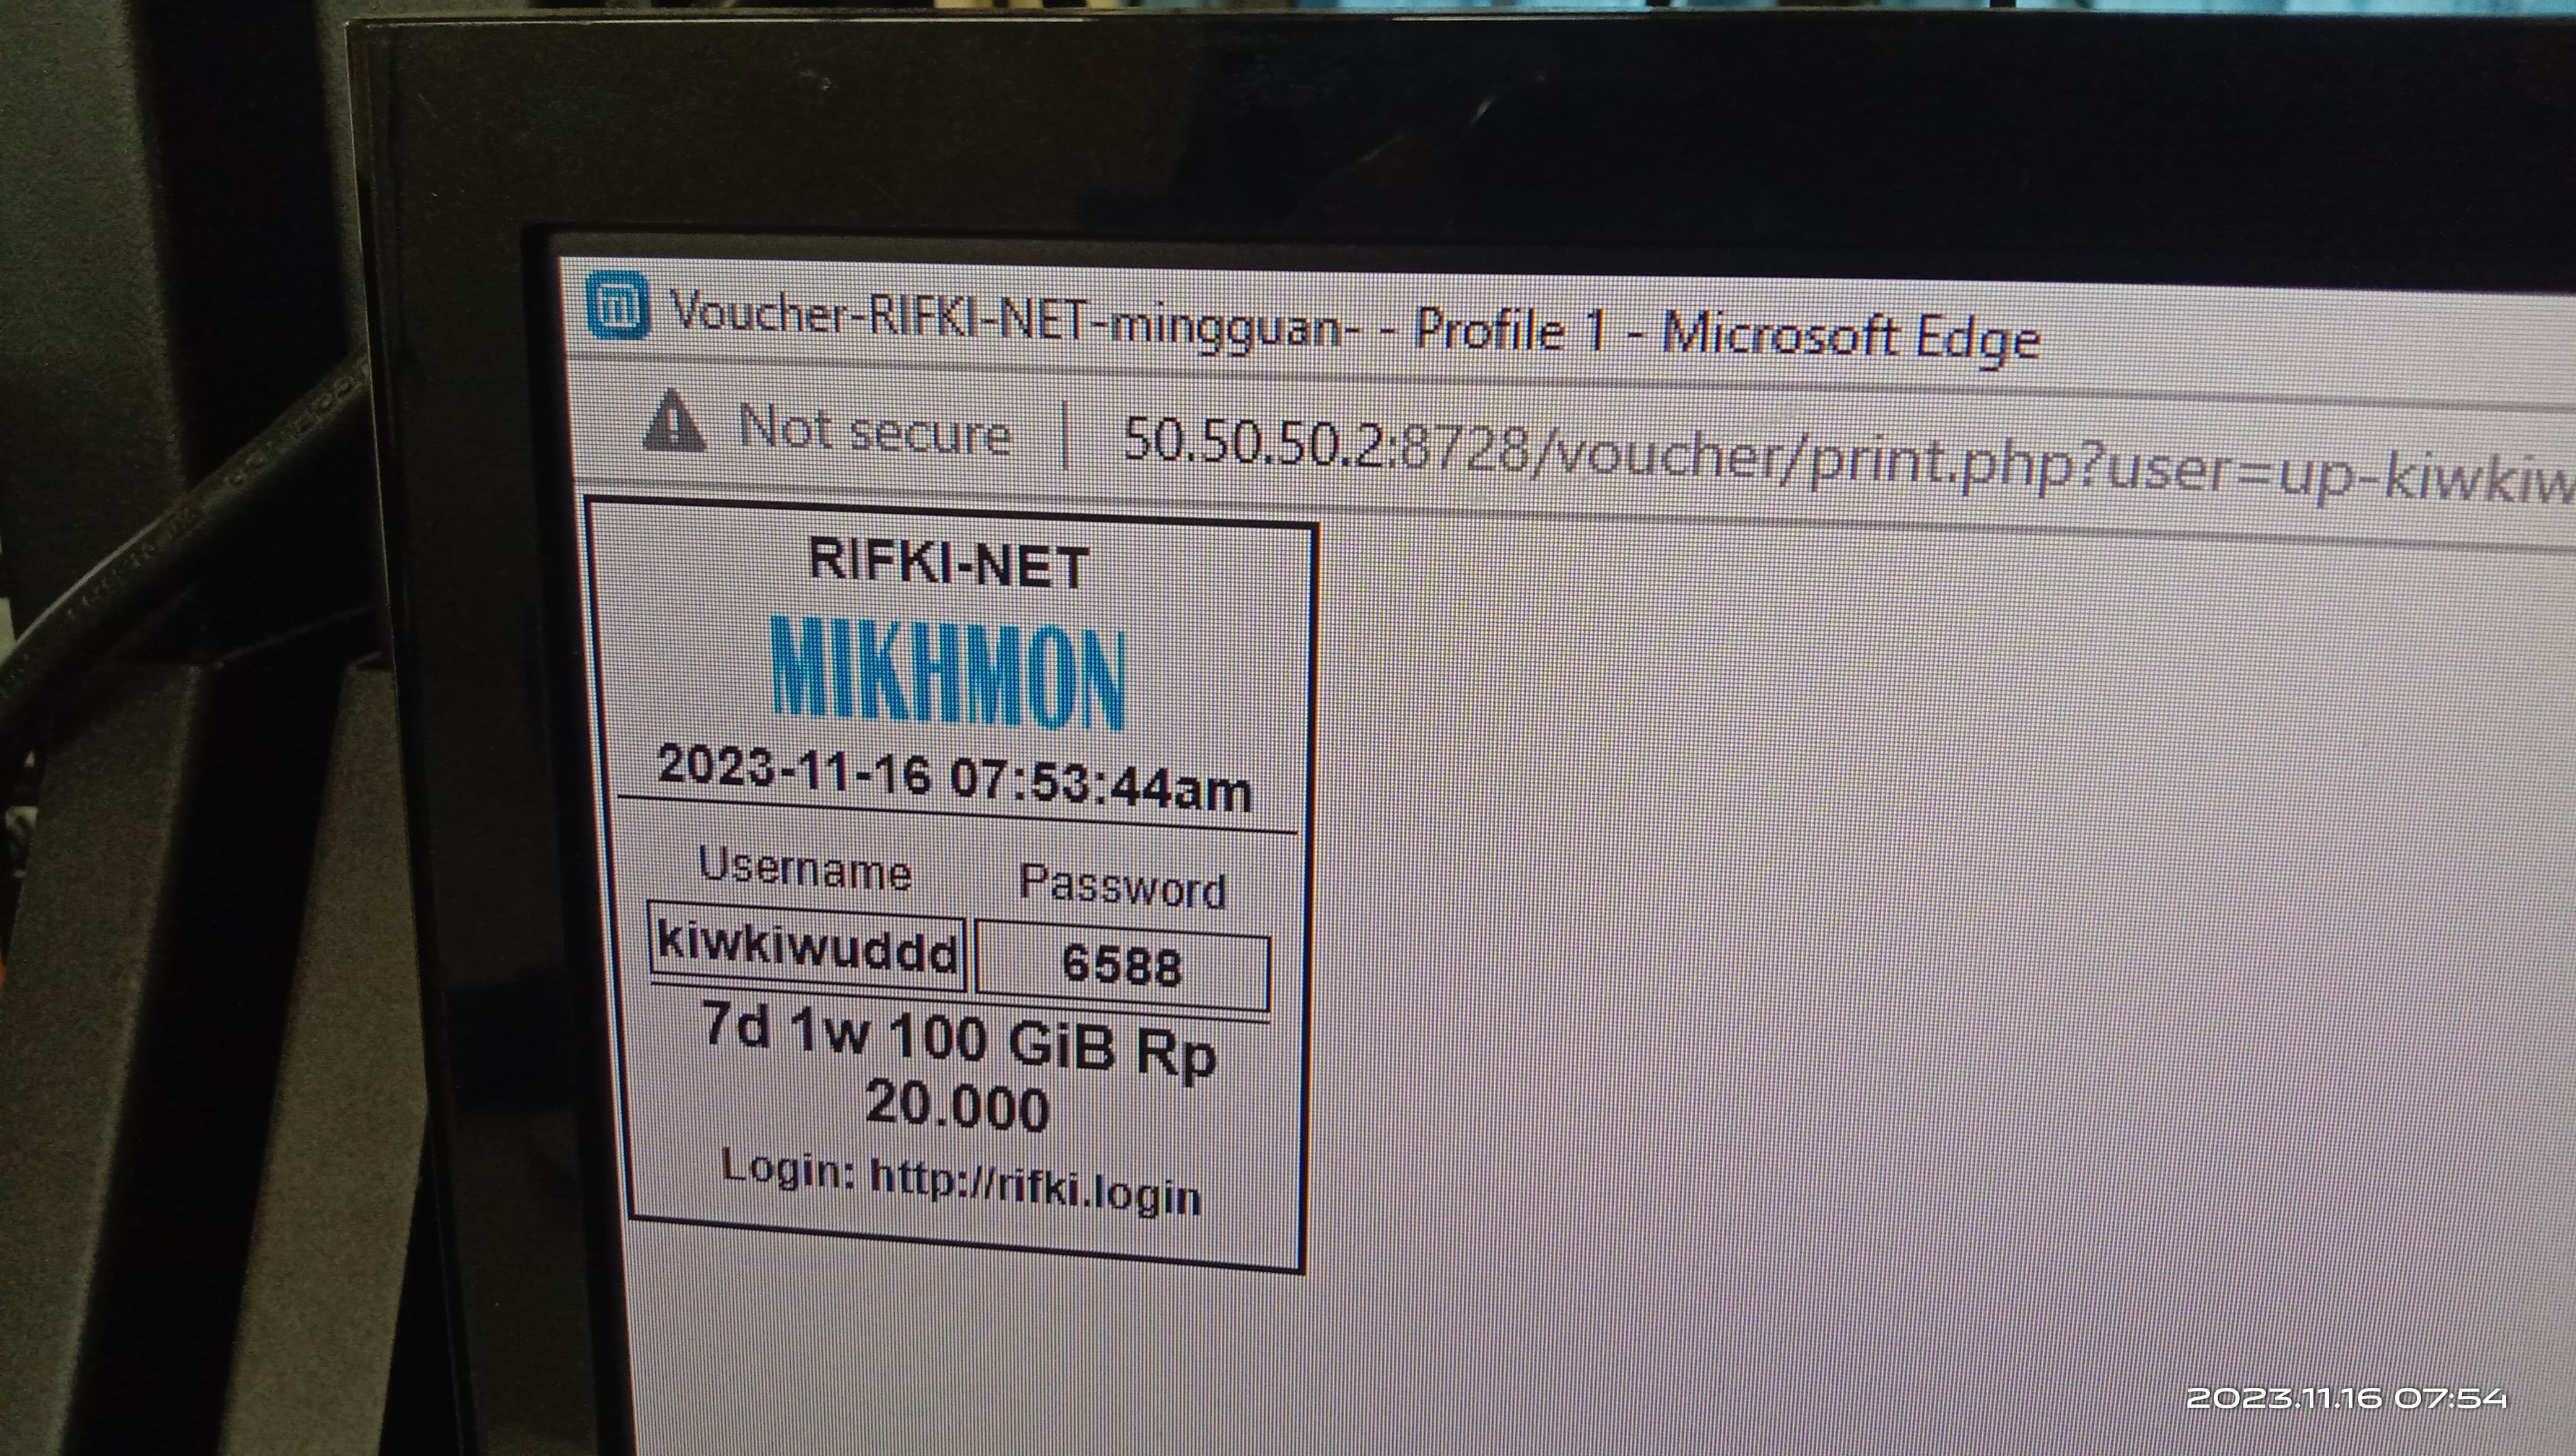 Voucher-RIFKI-NET-mingguan- - Profile 1 - Microsoft Edge
Not secure | 50.50.50.2:8728/voucher/print.php?user=up-kiwkiw
RIFKI-NET
MIKHMON
2023-11-16 07:53:44am
Username Password
kiwkiwuddd 6588
7d 1w 100 GiB Rp
20.000
Login: http://rifki.login
2023.11.16 07:54